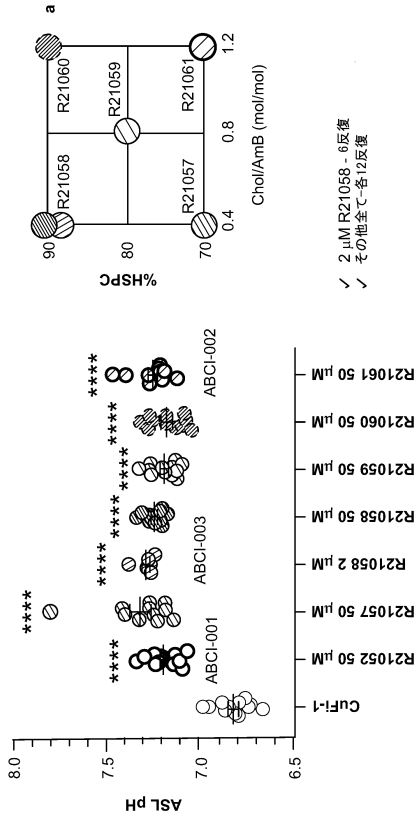 ASL pH
8.0
7.5
7.0
6.5
****
****
****
****
****
****
****
ABCI-001
ABCI-003
ABCI-002
CuFi-1
R21052 50 μM
R21057 50 μM
R21058 2 μM
R21058 50 μM
R21059 50 μM
R21060 50 μM
R21061 50 μM
a
%HSPC
90
80
70
R21058
R21060
R21059
R21057
R21061
0.4
0.8
1.2
Chol/AmB (mol/mol)
✓ 2 μM R21058 - 6反復
✓ その他全て-各12反復